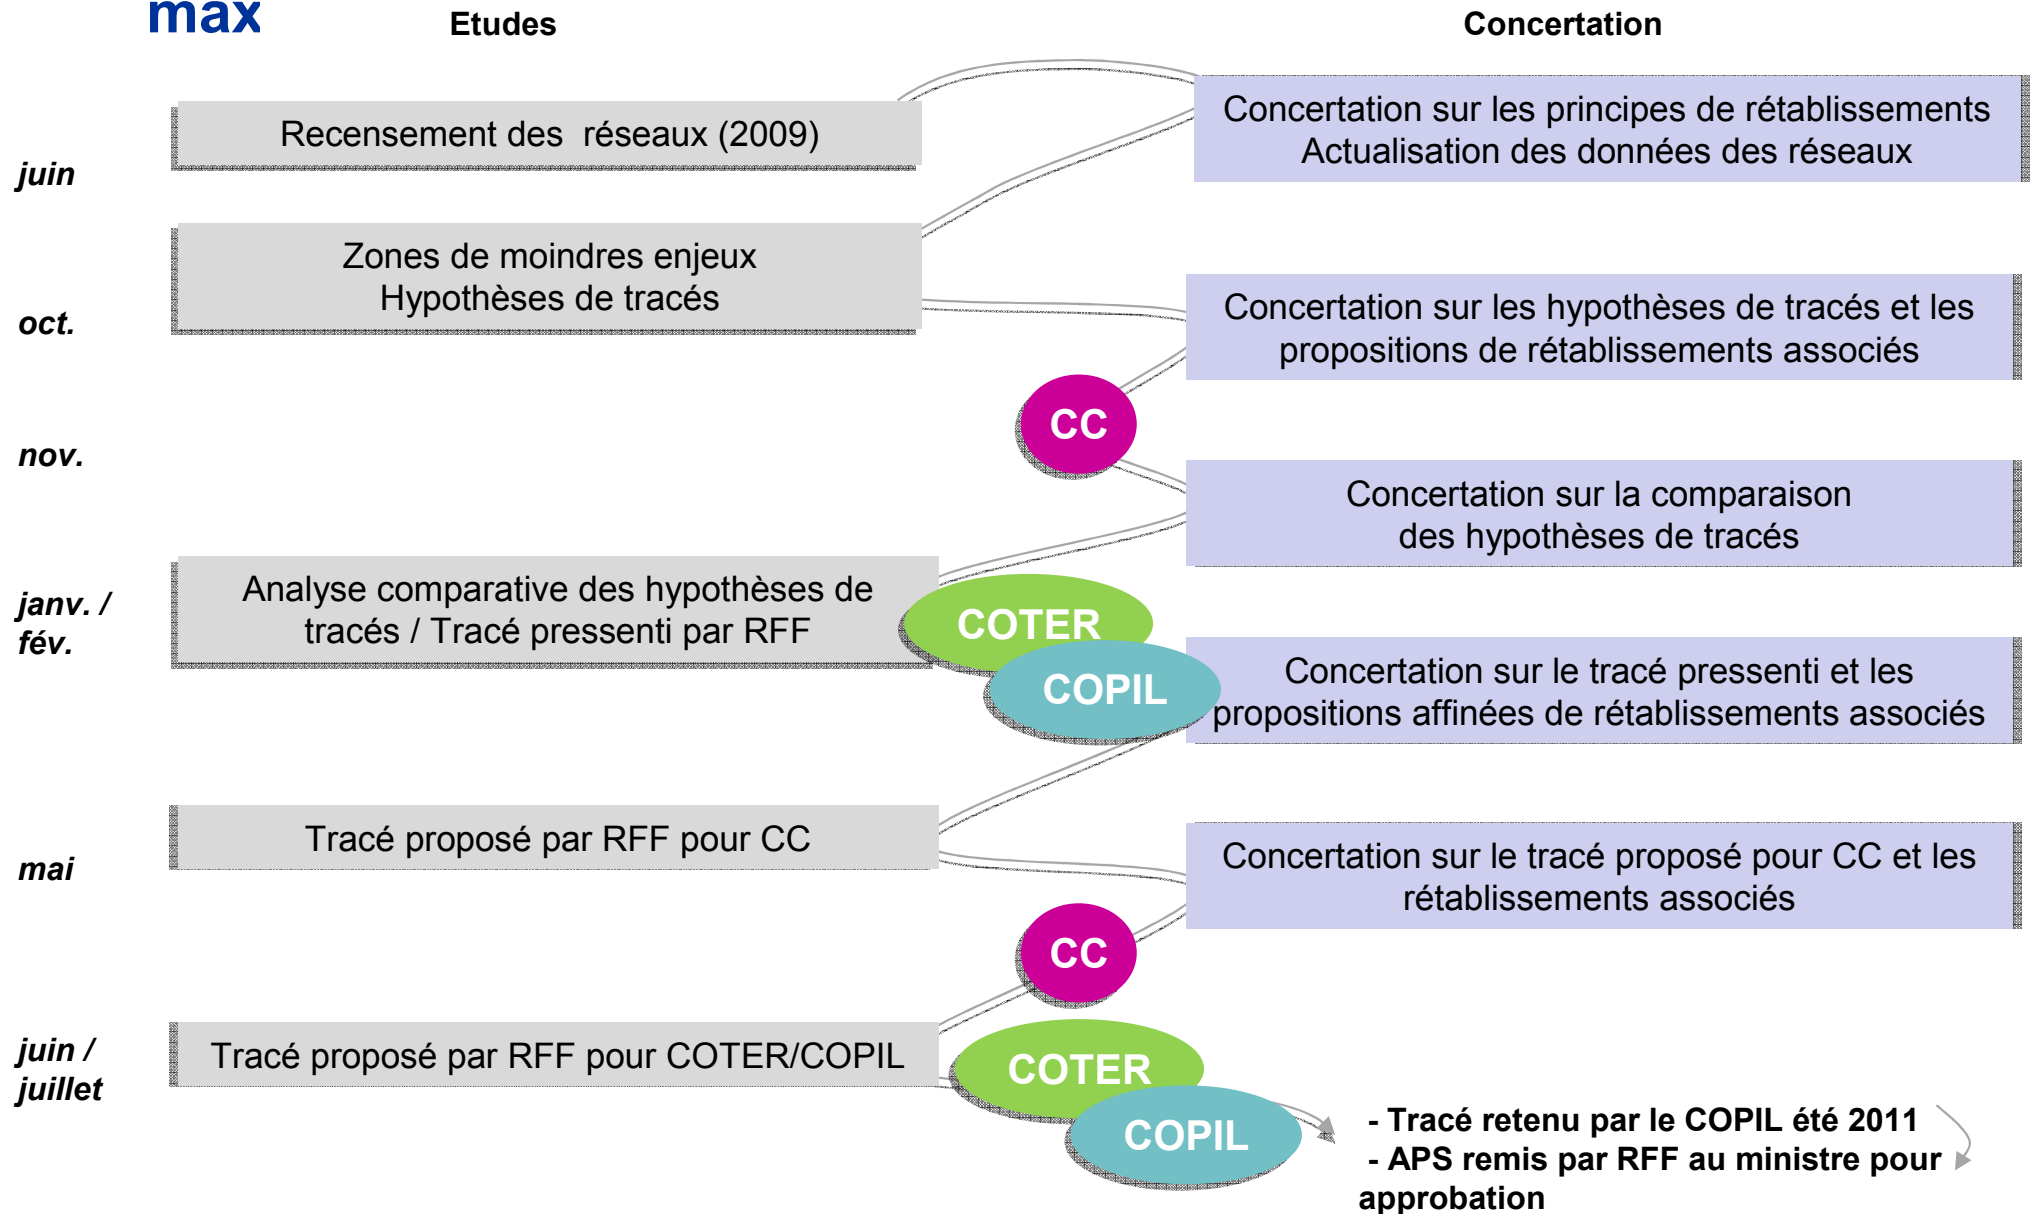 max
Etudes
Concertation
Recensement des réseaux (2009)
Concertation sur les principes de rétablissements
Actualisation des données des réseaux
juin
Zones de moindres enjeux
Hypothèses de tracés
oct.
Concertation sur les hypothèses de tracés et les
propositions de rétablissements associés
CC
nov.
Concertation sur la comparaison
des hypothèses de tracés
janv. /
fév.
Analyse comparative des hypothèses de
tracés / Tracé pressenti par RFF
COTER
COPIL
Concertation sur le tracé pressenti et les
propositions affinées de rétablissements associés
mai
Tracé proposé par RFF pour CC
Concertation sur le tracé proposé pour CC et les
rétablissements associés
CC
juin /
juillet
Tracé proposé par RFF pour COTER/COPIL
COTER
COPIL
- Tracé retenu par le COPIL été 2011
- APS remis par RFF au ministre pour
approbation